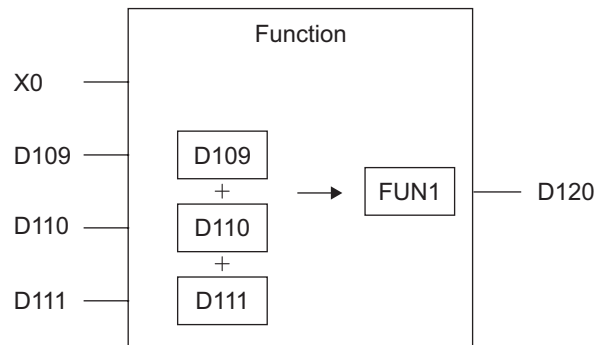 Function
X0
D109 D109
+
FUN1 D120
D110 D110
+
D111 D111